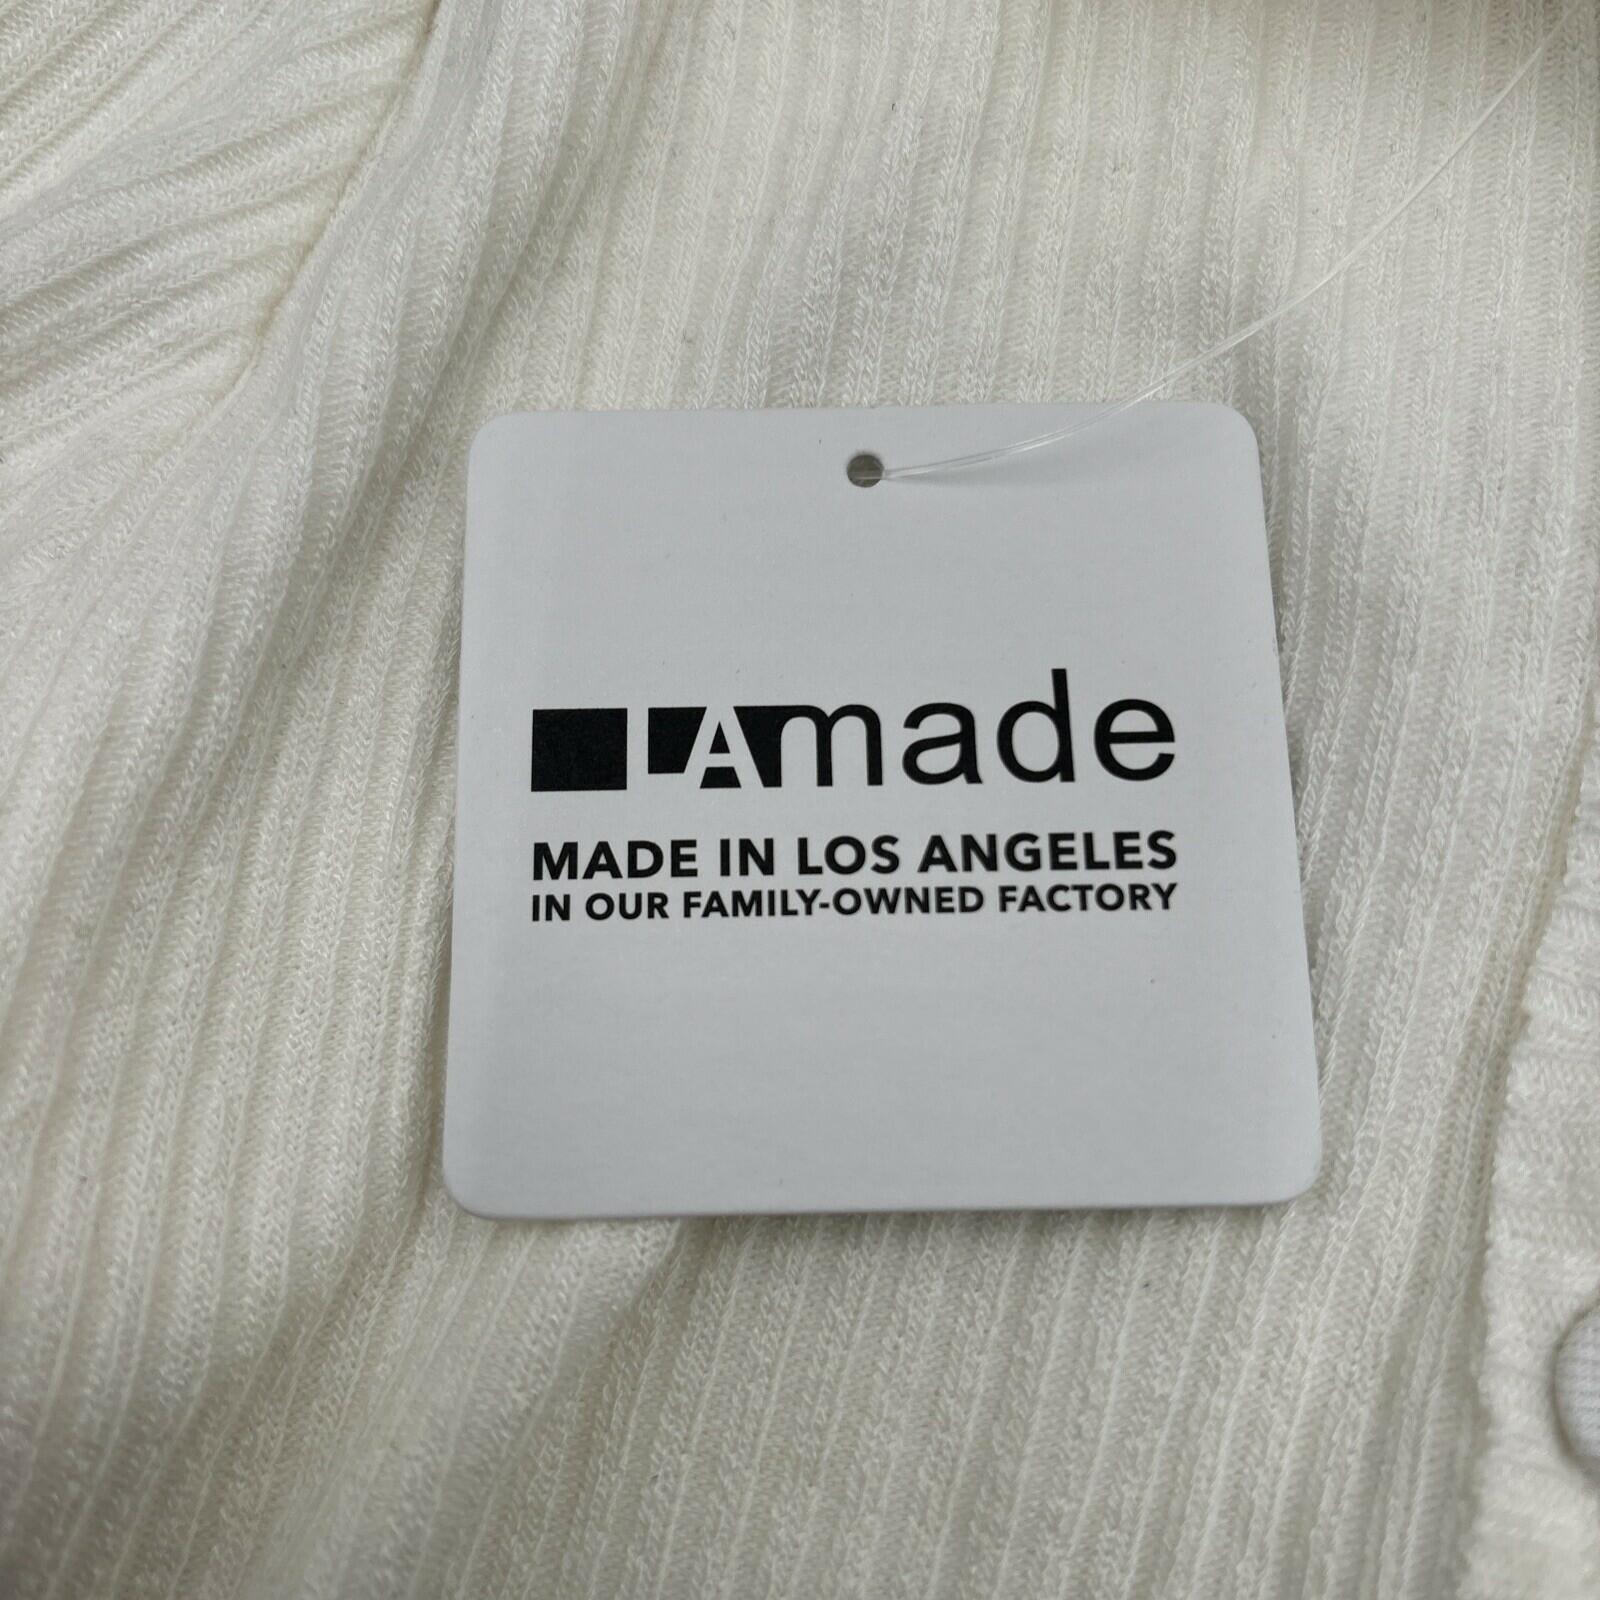 LAmade
MADE IN LOS ANGELES
IN OUR FAMILY-OWNED FACTORY